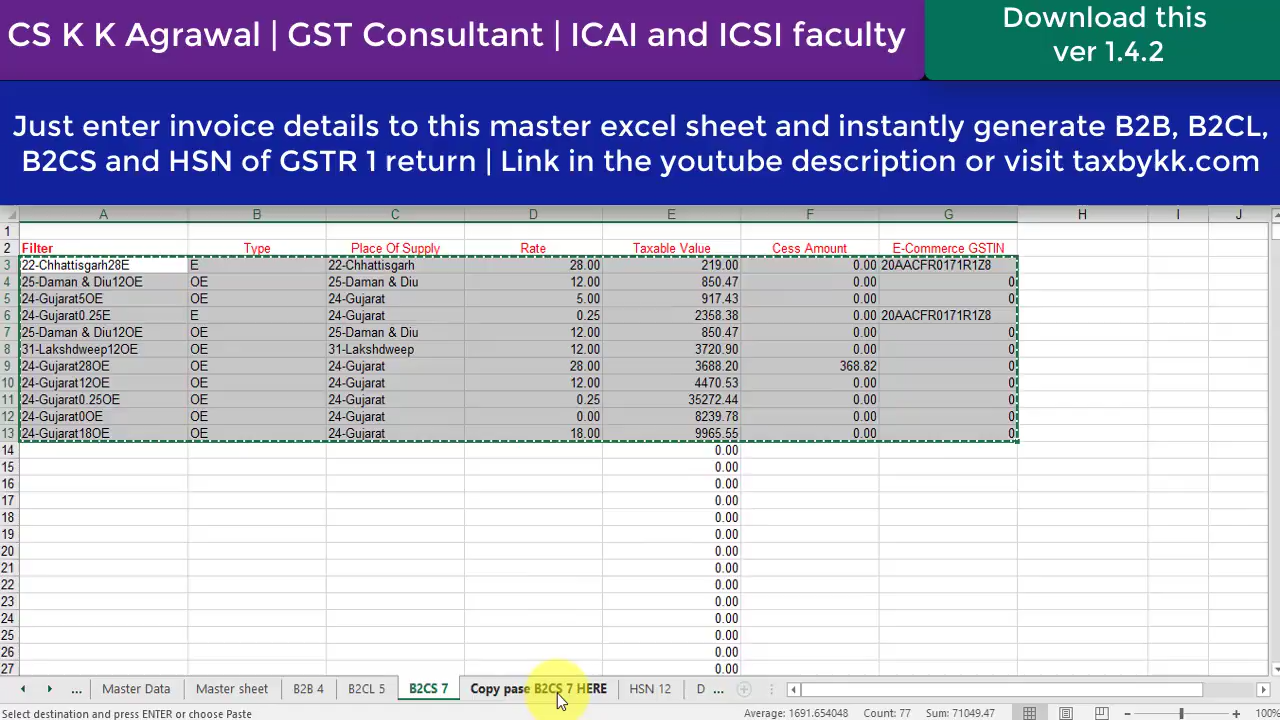 CS K K Agrawal | GST Consultant | ICAI and ICSI faculty
Download this
ver 1.4.2
Just enter invoice details to this master excel sheet and instantly generate B2B, B2CL,
B2CS and HSN of GSTR 1 return | Link in the youtube description or visit taxbykk.com
A B C D E F G H I J
1
2 Filter Type Place Of Supply Rate Taxable Value Cess Amount E-Commerce GSTIN
3 22-Chhattisgarh28E E 22-Chhattisgarh 28.00 219.00 0.00 20AACFR0171R1Z8
4 25-Daman & Diu12OE OE 25-Daman & Diu 12.00 850.47 0.00 0
5 24-Gujarat5OE OE 24-Gujarat 5.00 917.43 0.00 0
6 24-Gujarat0.25E E 24-Gujarat 0.25 2358.38 0.00 20AACFR0171R1Z8
7 25-Daman & Diu12OE OE 25-Daman & Diu 12.00 850.47 0.00 0
8 31-Lakshdweep12OE OE 31-Lakshdweep 12.00 3720.90 0.00 0
9 24-Gujarat28OE OE 24-Gujarat 28.00 3688.20 368.82 0
10 24-Gujarat12OE OE 24-Gujarat 12.00 4470.53 0.00 0
11 24-Gujarat0.25OE OE 24-Gujarat 0.25 35272.44 0.00 0
12 24-Gujarat0OE OE 24-Gujarat 0.00 8239.78 0.00 0
13 24-Gujarat18OE OE 24-Gujarat 18.00 9965.55 0.00 0
14 0.00
15 0.00
16 0.00
17 0.00
18 0.00
19 0.00
20 0.00
21 0.00
22 0.00
23 0.00
24 0.00
25 0.00
26 0.00
27 0.00
... Master Data Master sheet B2B 4 B2CL 5 B2CS 7 Copy pase B2CS 7 HERE HSN 12 D ...
Select destination and press ENTER or choose Paste Average: 1691.654048 Count: 77 Sum: 71049.47 100%